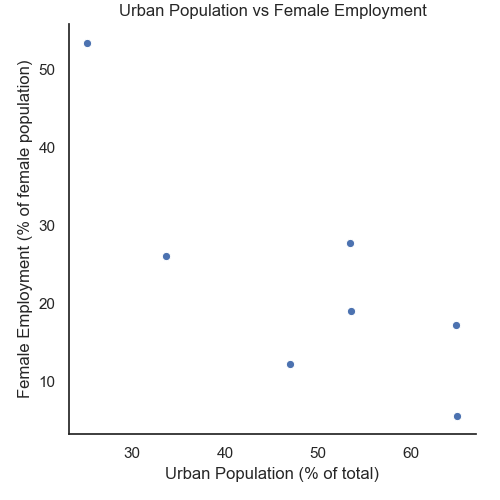 Urban Population vs Female Employment
Female Employment (% of female population)
50
40
30
20
10
30 40 50 60
Urban Population (% of total)